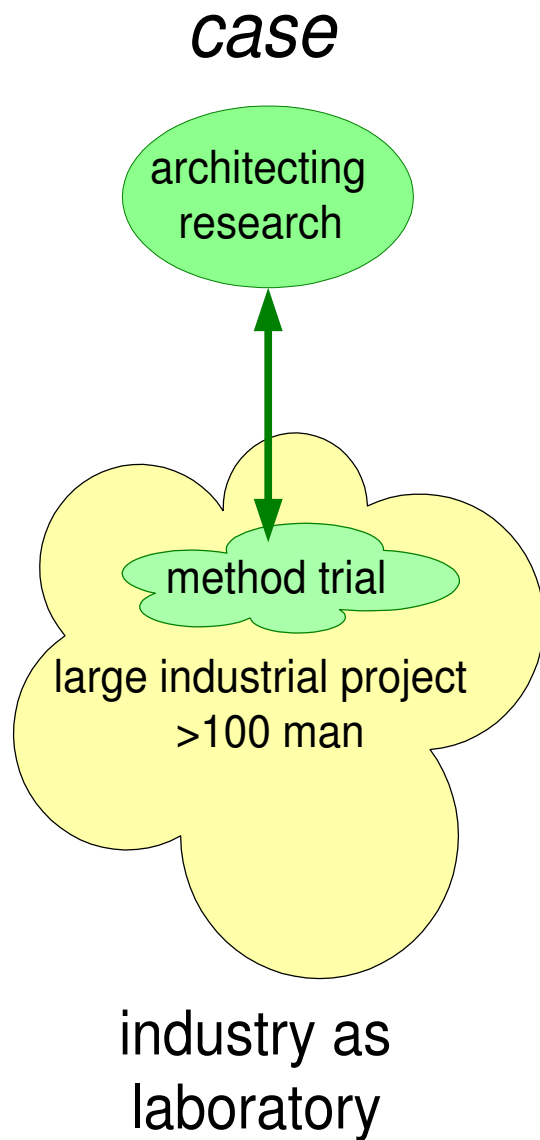 case
architecting
research
method trial
large industrial project
>100 man
industry as
laboratory